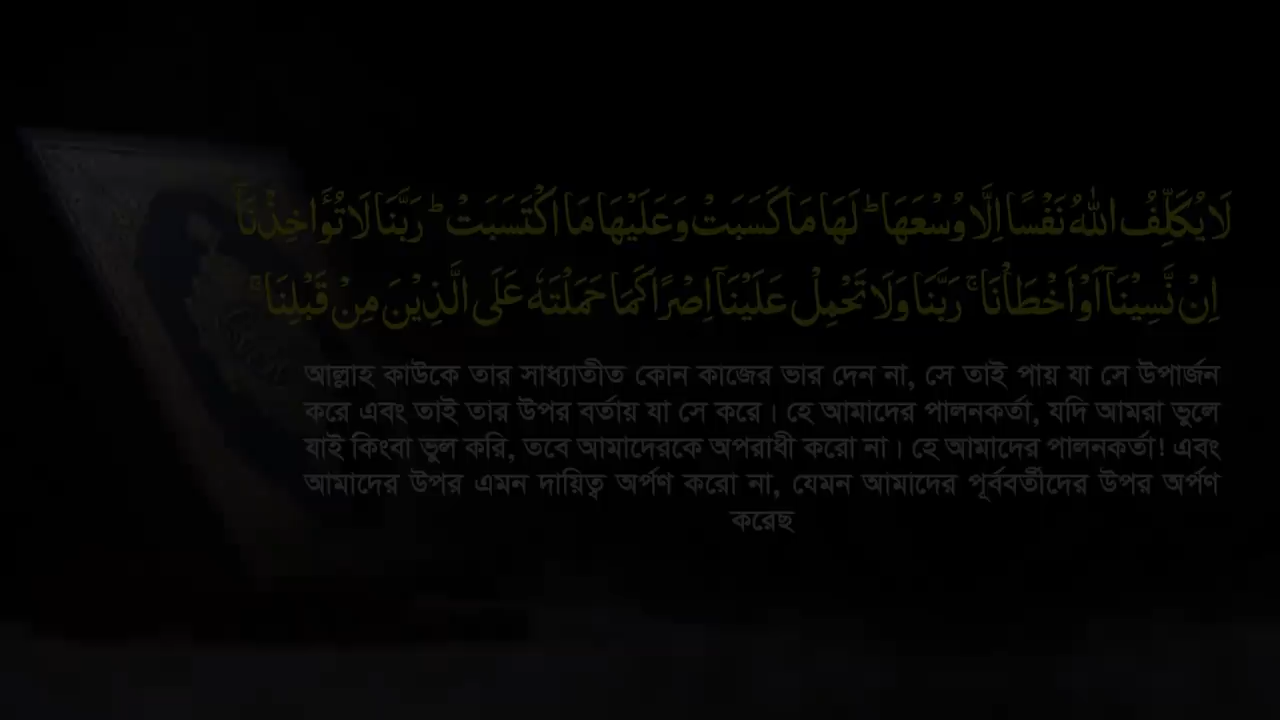 لَا يُكَلِّفُ اللّٰهُ نَفْسًا اِلَّا وُسْعَهَا ؕ لَهَا مَا كَسَبَتْ وَعَلَيْهَا مَا اكْتَسَبَتْ ؕ رَبَّنَا لَا تُؤَاخِذْنَاۤ
اِنْ نَّسِيْنَاۤ اَوْ اَخْطَاْنَا ۚ رَبَّنَا وَلَا تَحْمِلْ عَلَيْنَاۤ اِصْرًا كَمَا حَمَلْتَهٗ عَلَى الَّذِيْنَ مِنْ قَبْلِنَا ۚ
আল্লাহ কাউকে তার সাধ্যাতীত কোন কাজের ভার দেন না, সে তাই পায় যা সে উপার্জন
করে এবং তাই তার উপর বর্তায় যা সে করে। হে আমাদের পালনকর্তা, যদি আমরা ভুলে
যাই কিংবা ভুল করি, তবে আমাদেরকে অপরাধী করো না। হে আমাদের পালনকর্তা! এবং
আমাদের উপর এমন দায়িত্ব অর্পণ করো না, যেমন আমাদের পূর্ববর্তীদের উপর অর্পণ
করেছ